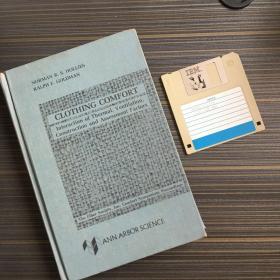 NORMAN R. S. HOLLIES
RALPH F. GOLDMAN
CLOTHING COMFORT
Interaction of Thermal, Ventilation,
Construction and Assessment Factors
ANN ARBOR SCIENCE
IBM